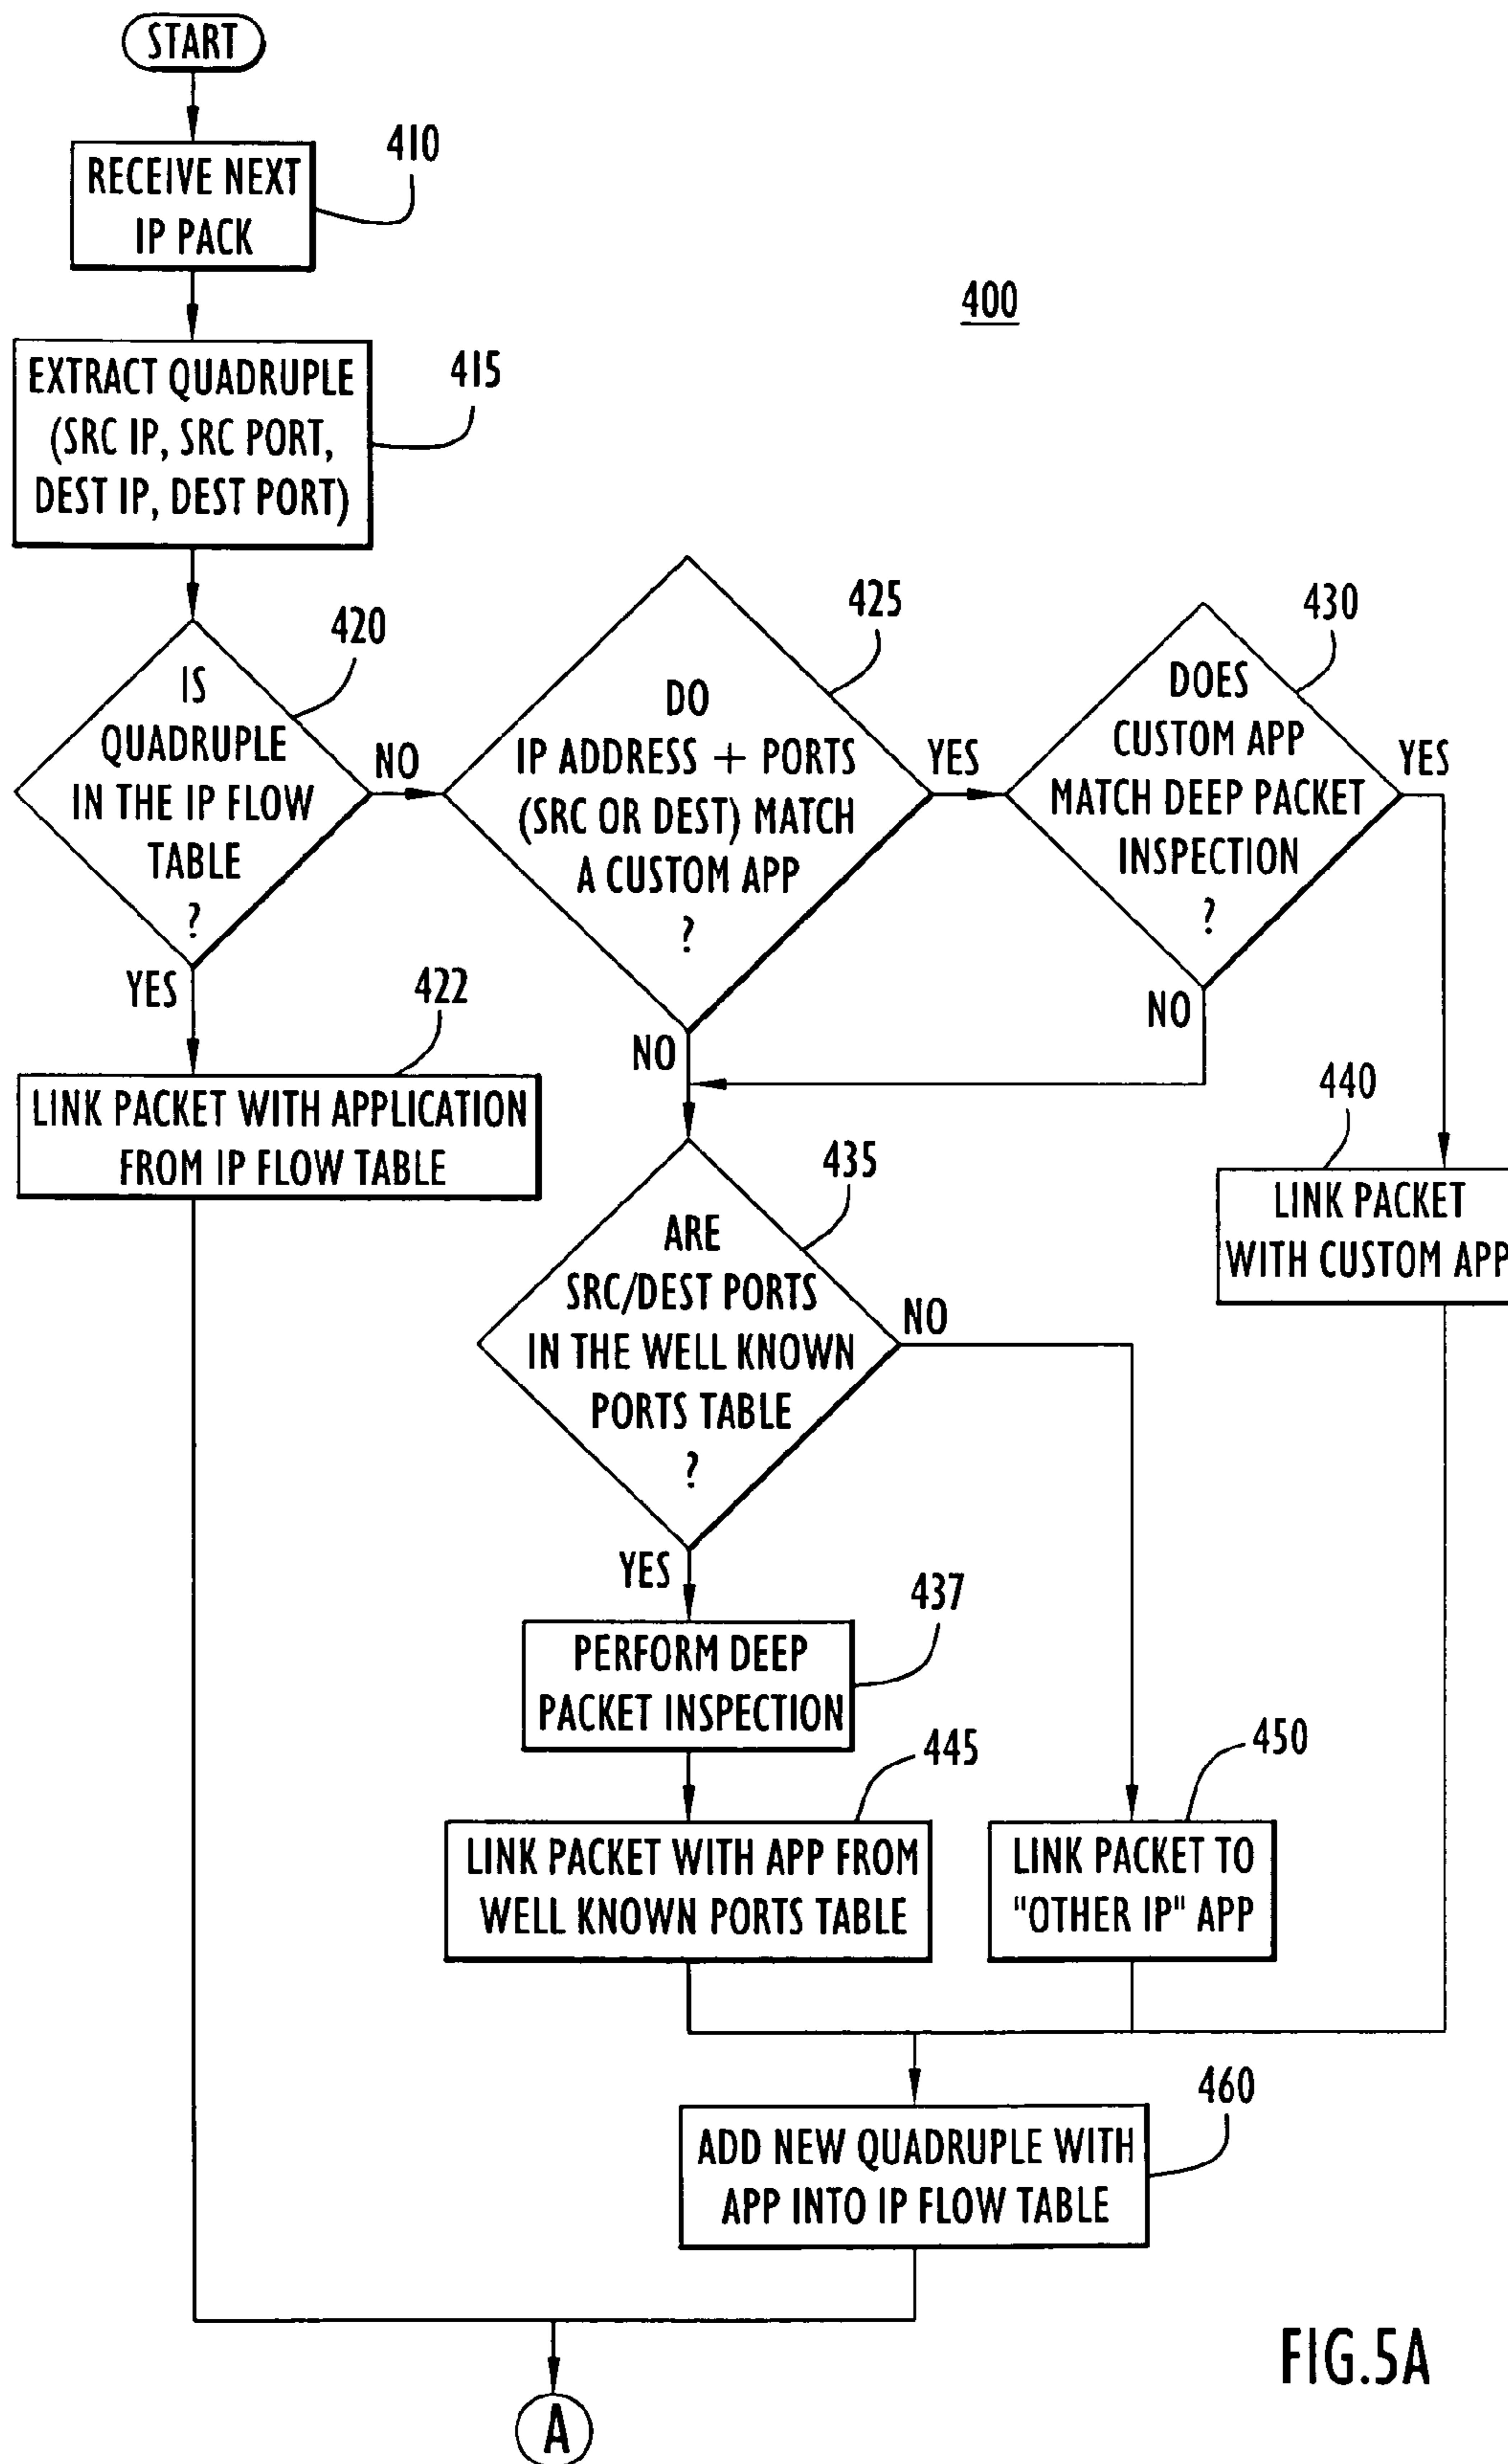 START
RECEIVE NEXT
IP PACK
410
400
EXTRACT QUADRUPLE
(SRC IP, SRC PORT,
DEST IP, DEST PORT)
415
IS
QUADRUPLE
IN THE IP FLOW
TABLE
?
420
NO
YES
DO
IP ADDRESS + PORTS
(SRC OR DEST) MATCH
A CUSTOM APP
?
425
YES
NO
DOES
CUSTOM APP
MATCH DEEP PACKET
INSPECTION
?
430
YES
NO
LINK PACKET WITH APPLICATION
FROM IP FLOW TABLE
422
440
LINK PACKET
WITH CUSTOM APP
ARE
SRC/DEST PORTS
IN THE WELL KNOWN
PORTS TABLE
?
435
NO
YES
PERFORM DEEP
PACKET INSPECTION
437
LINK PACKET WITH APP FROM
WELL KNOWN PORTS TABLE
445
LINK PACKET TO
"OTHER IP" APP
450
ADD NEW QUADRUPLE WITH
APP INTO IP FLOW TABLE
460
A
FIG.5A